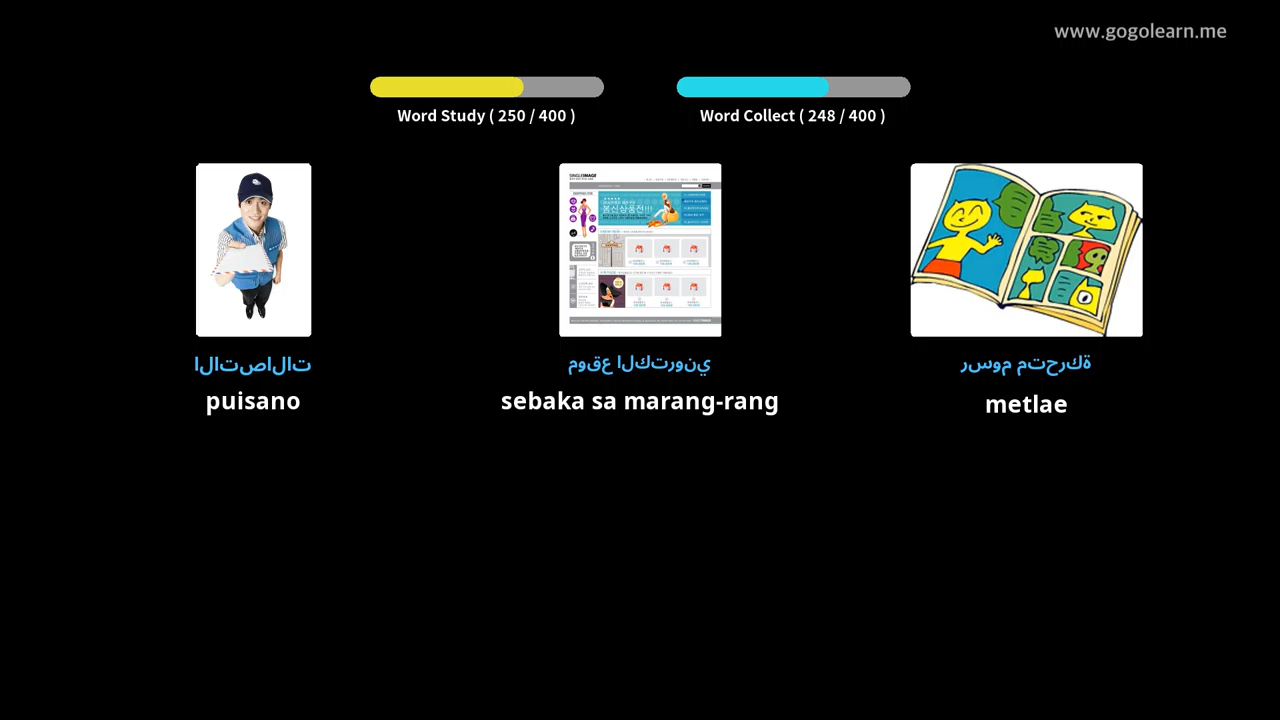 www.gogolearn.me
Word Study ( 250 / 400 )
Word Collect ( 248 / 400 )
الاتصالات
puisano
موقع الكتروني
sebaka sa marang-rang
رسوم متحركة
metlae